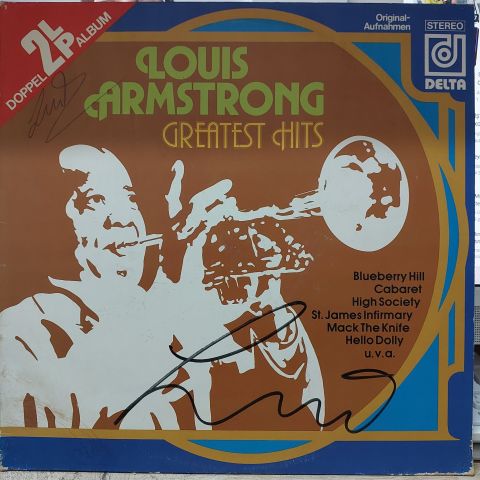 DOPPEL 2LP ALBUM
Original-
Aufnahmen
STEREO
DELTA
LOUIS
ARMSTRONG
GREATEST HITS
Blueberry Hill
Cabaret
High Society
St. James Infirmary
Mack The Knife
Hello Dolly
u.v.a.